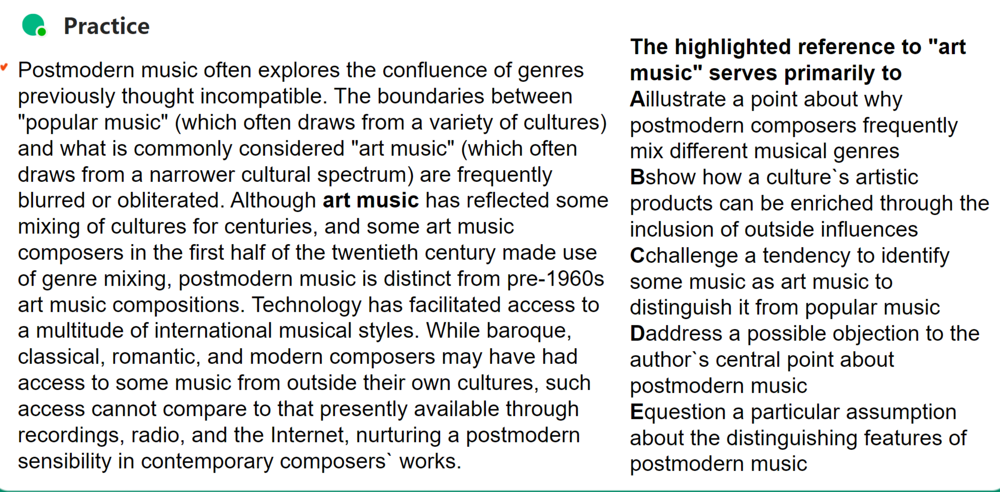 Practice
Postmodern music often explores the confluence of genres
previously thought incompatible. The boundaries between
"popular music" (which often draws from a variety of cultures)
and what is commonly considered "art music" (which often
draws from a narrower cultural spectrum) are frequently
blurred or obliterated. Although art music has reflected some
mixing of cultures for centuries, and some art music
composers in the first half of the twentieth century made use
of genre mixing, postmodern music is distinct from pre-1960s
art music compositions. Technology has facilitated access to
a multitude of international musical styles. While baroque,
classical, romantic, and modern composers may have had
access to some music from outside their own cultures, such
access cannot compare to that presently available through
recordings, radio, and the Internet, nurturing a postmodern
sensibility in contemporary composers` works.
The highlighted reference to "art
music" serves primarily to
Aillustrate a point about why
postmodern composers frequently
mix different musical genres
Bshow how a culture`s artistic
products can be enriched through the
inclusion of outside influences
Cchallenge a tendency to identify
some music as art music to
distinguish it from popular music
Daddress a possible objection to the
author`s central point about
postmodern music
Equestion a particular assumption
about the distinguishing features of
postmodern music